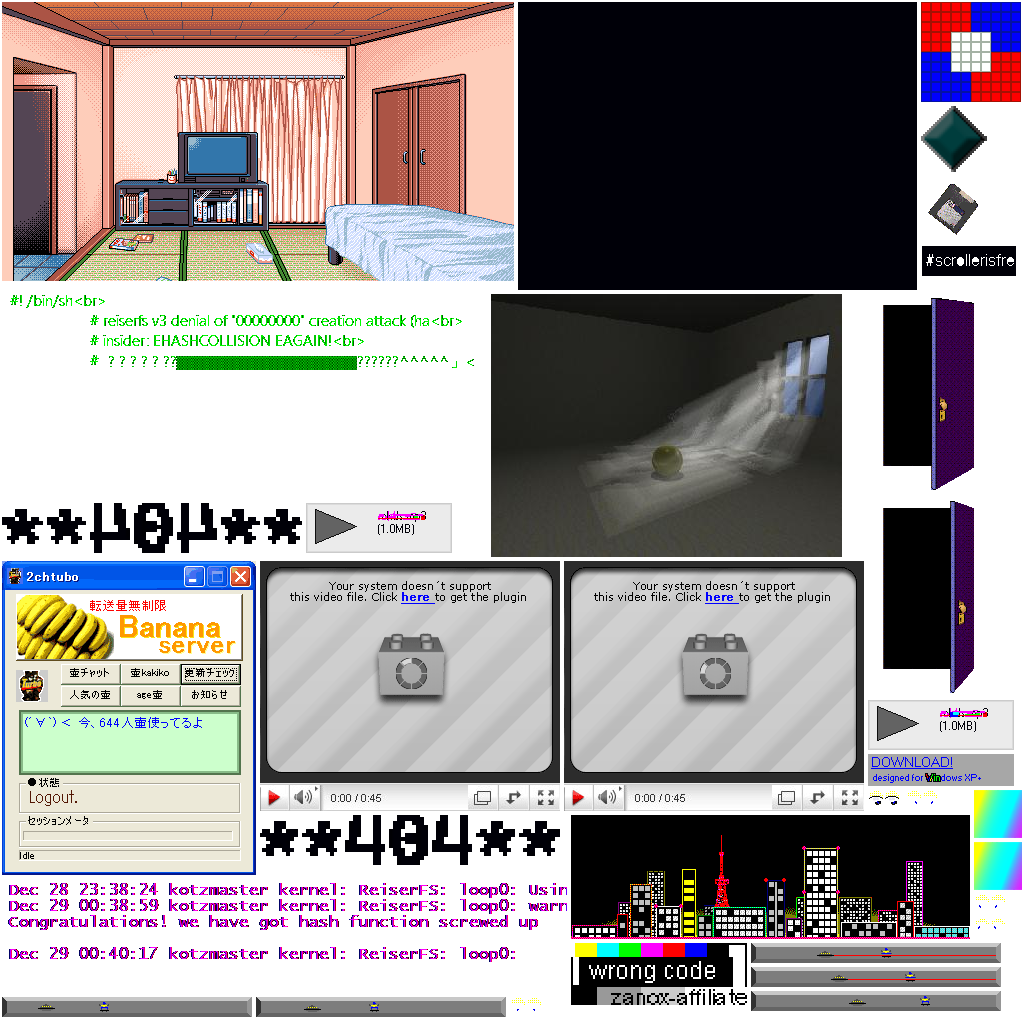 #scrollerisfre
#! /bin/sh<br>
# reiserfs v3 denial of "00000000" creation attack (ha<br>
# insider: EHASHCOLLISION EAGAIN!<br>
# ? ? ? ? ? ?? ??????^^^^^」<
**404**
(1.0MB)
2chtubo
転送量無制限
Banana
server
壷チャット 壷kakiko 更新チェック
人気の壷 age壷 お知らせ
(´∀`) < 今、644人壷使ってるよ
●状態
Logout.
セッションメータ
Idle
Your system doesn´t support
this video file. Click here to get the plugin
0:00 / 0:45
Your system doesn´t support
this video file. Click here to get the plugin
0:00 / 0:45
(1.0MB)
DOWNLOAD!
designed for Windows XP+
**404**
Dec 28 23:38:24 kotzmaster kernel: ReiserFS: loop0: Usin
Dec 29 00:38:59 kotzmaster kernel: ReiserFS: loop0: warn
Congratulations! we have got hash function screwed up
Dec 29 00:40:17 kotzmaster kernel: ReiserFS: loop0:
wrong code
zanox-affiliate